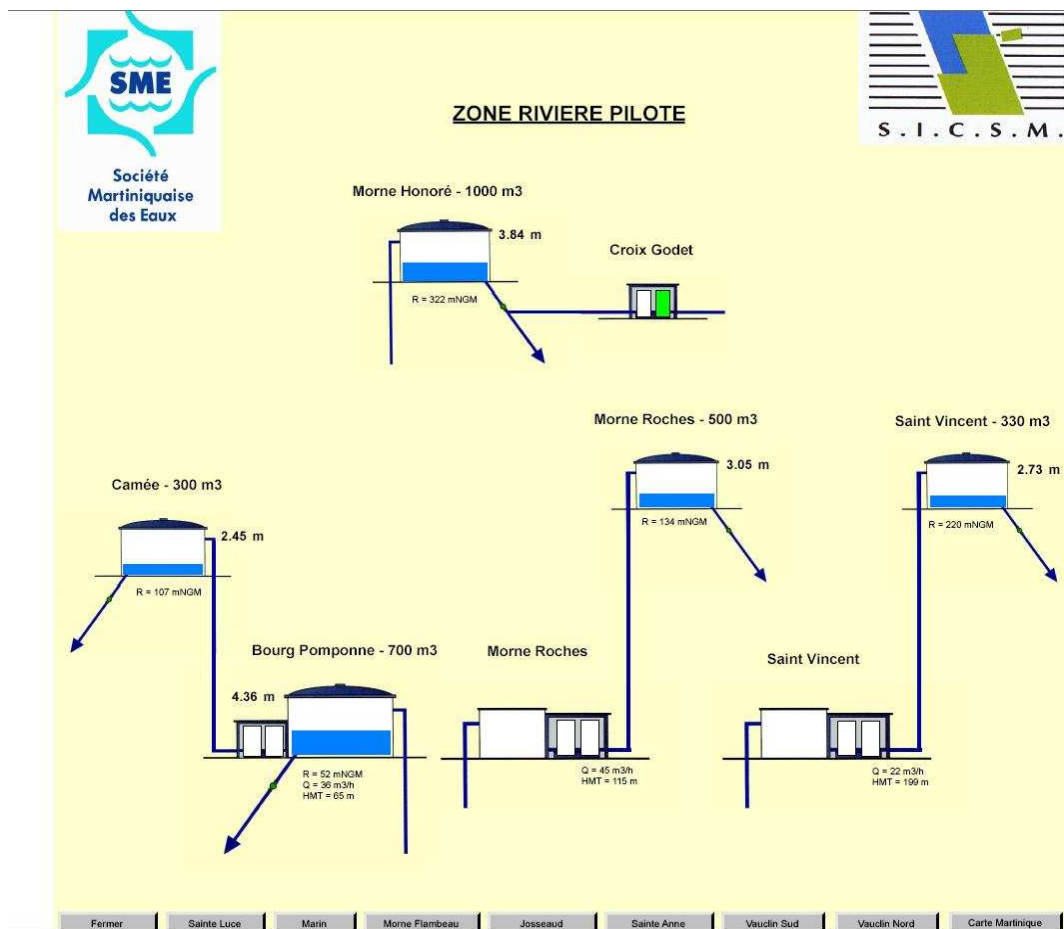 SME
Société
Martiniquaise
des Eaux
S.I.C.S.M.
ZONE RIVIERE PILOTE
Morne Honoré - 1000 m3
3.84 m
R = 322 mNGM
Croix Godet
Morne Roches - 500 m3
3.05 m
R = 134 mNGM
Saint Vincent - 330 m3
2.73 m
R = 220 mNGM
Camée - 300 m3
2.45 m
R = 107 mNGM
Bourg Pomponne - 700 m3
4.36 m
R = 52 mNGM
Q = 36 m3/h
HMT = 65 m
Morne Roches
Q = 45 m3/h
HMT = 115 m
Saint Vincent
Q = 22 m3/h
HMT = 199 m
Fermer
Sainte Luce
Marin
Morne Flambeau
Josseaud
Sainte Anne
Vauclin Sud
Vauclin Nord
Carte Martinique